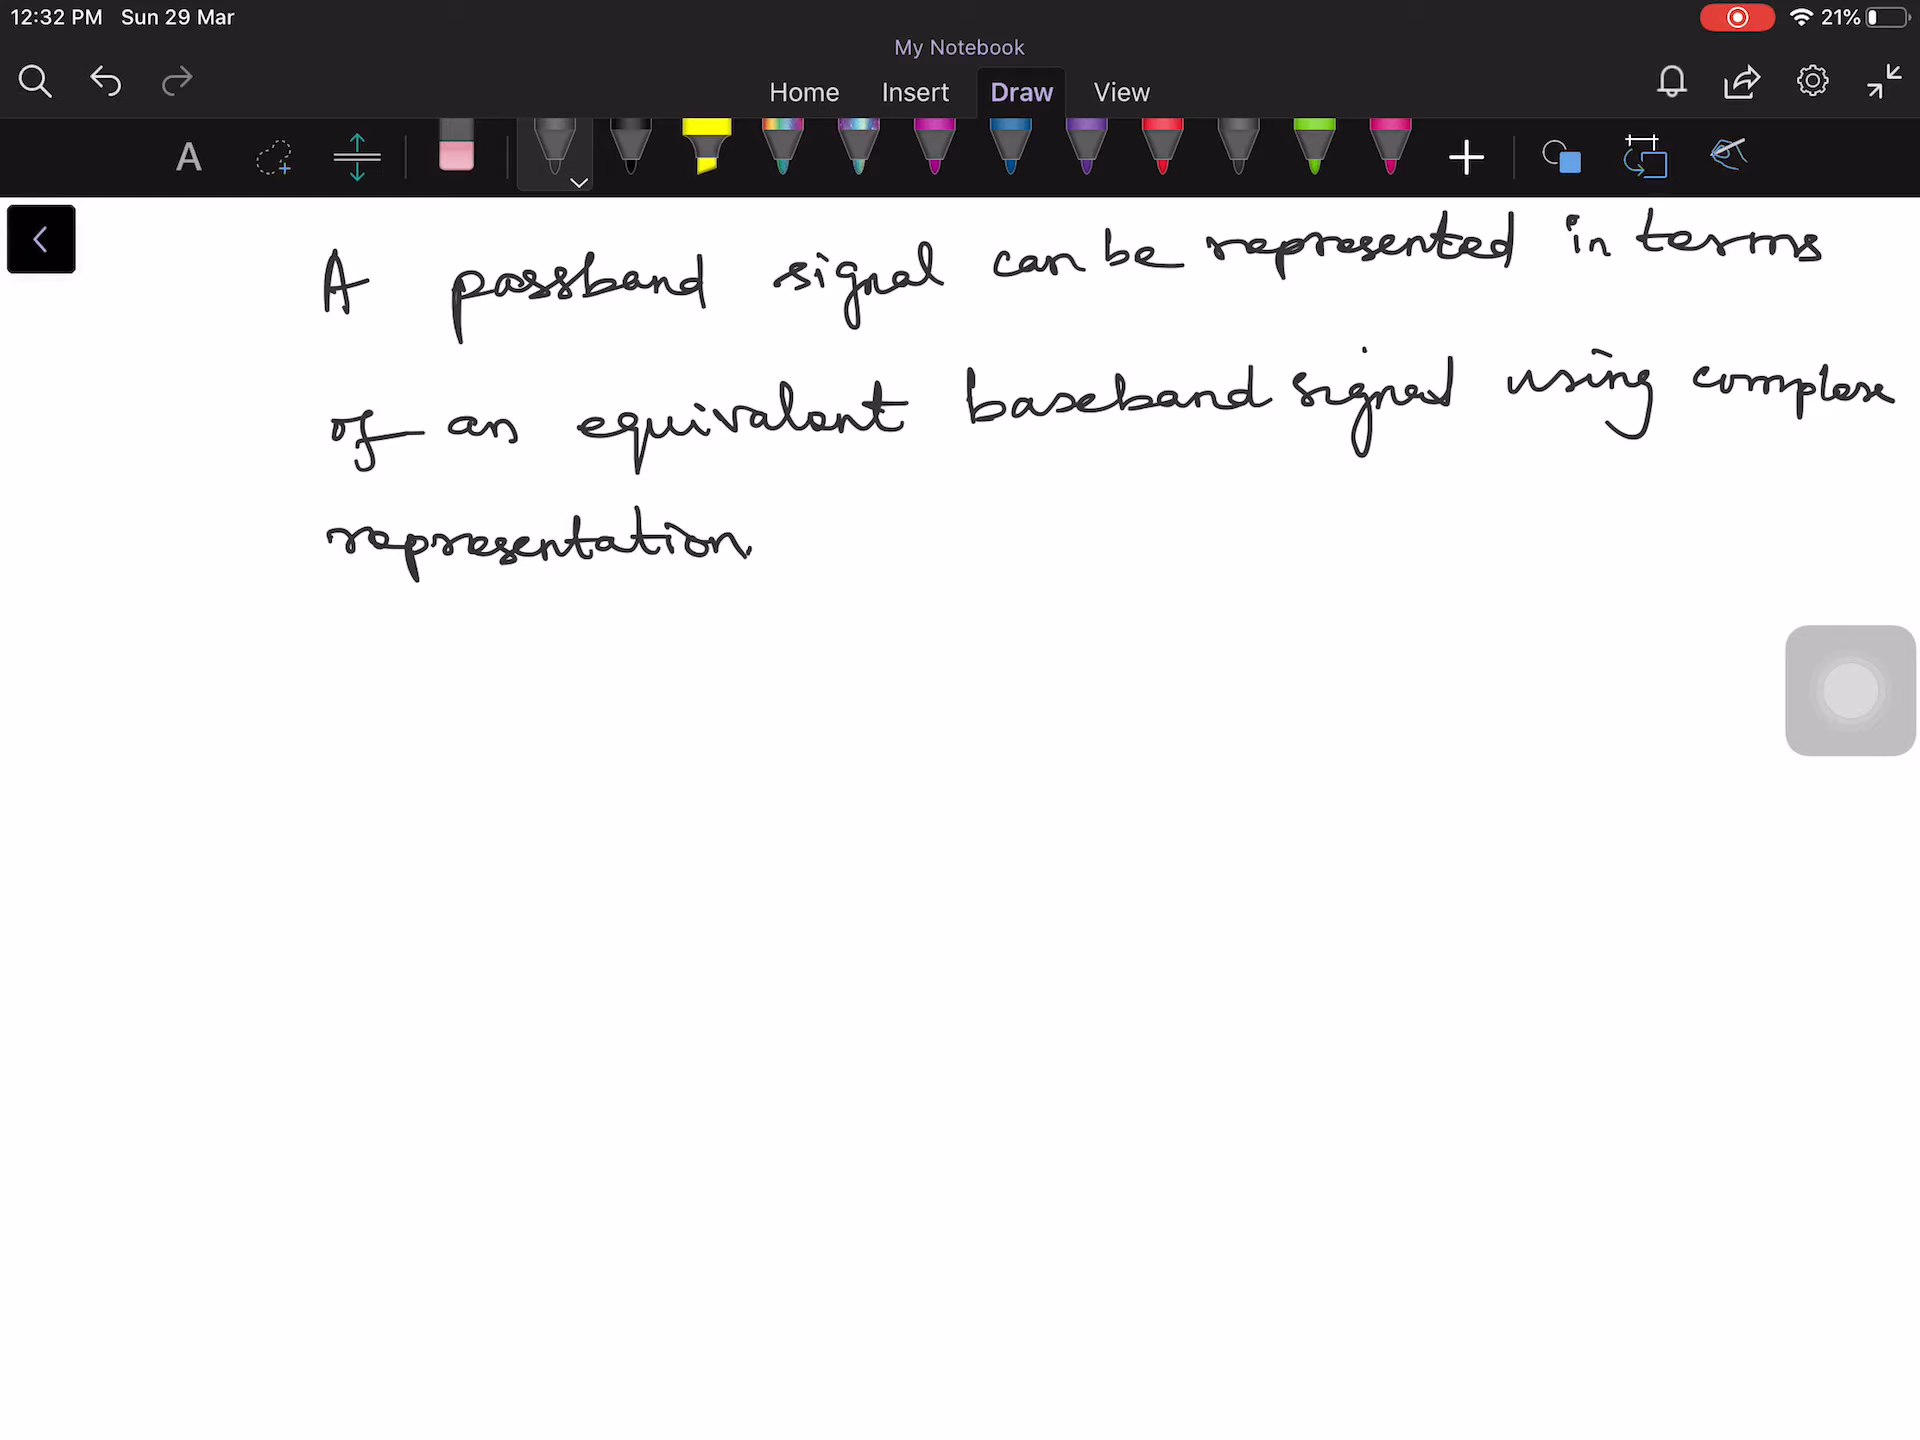 12:32 PM Sun 29 Mar
21%
My Notebook
Home Insert Draw View
A
A passband signal can be represented in terms
of an equivalent baseband signal using complex
representation.